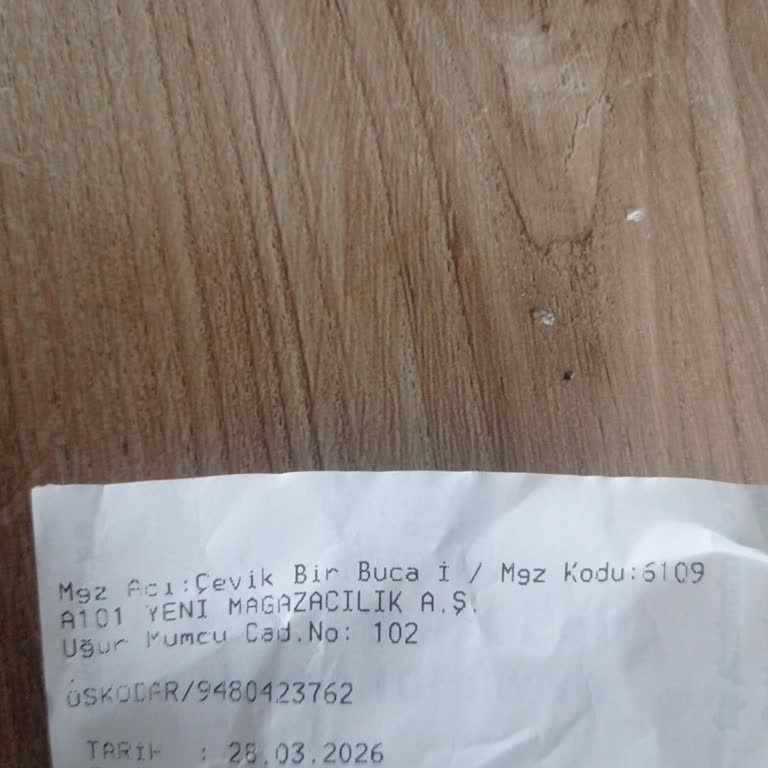 Mgz Adı:Çevik Bir Buca İ / Mgz Kodu:6109
A101 YENI MAGAZACILIK A.Ş.
Uğur Mumcu Cad.No: 102
ÜSKÜDAR/9480423762
TARİH : 28.03.2026